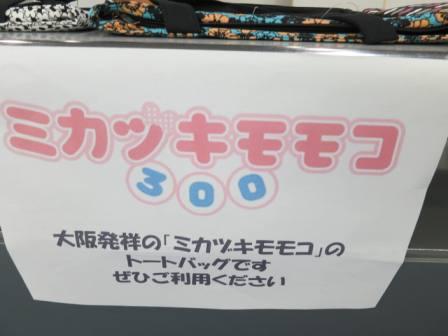 ミカヅキモモコ
300
大阪発祥の「ミカヅキモモコ」の
トートバッグです
ぜひご利用ください